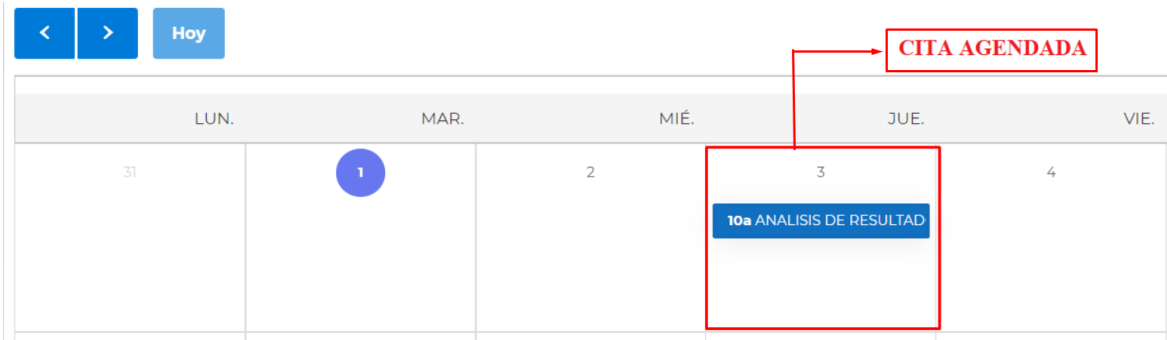 Hoy
CITA AGENDADA
LUN. MAR. MIÉ. JUE. VIE.
31 1 2 3 4
10a ANALISIS DE RESULTAD